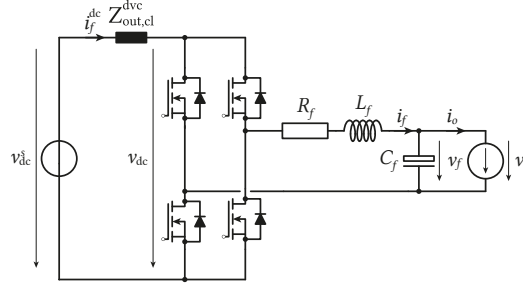 i_f^dc
Z_out,cl^dvc
v_dc^s
v_dc
R_f
L_f
i_f
i_o
C_f
v_f
v